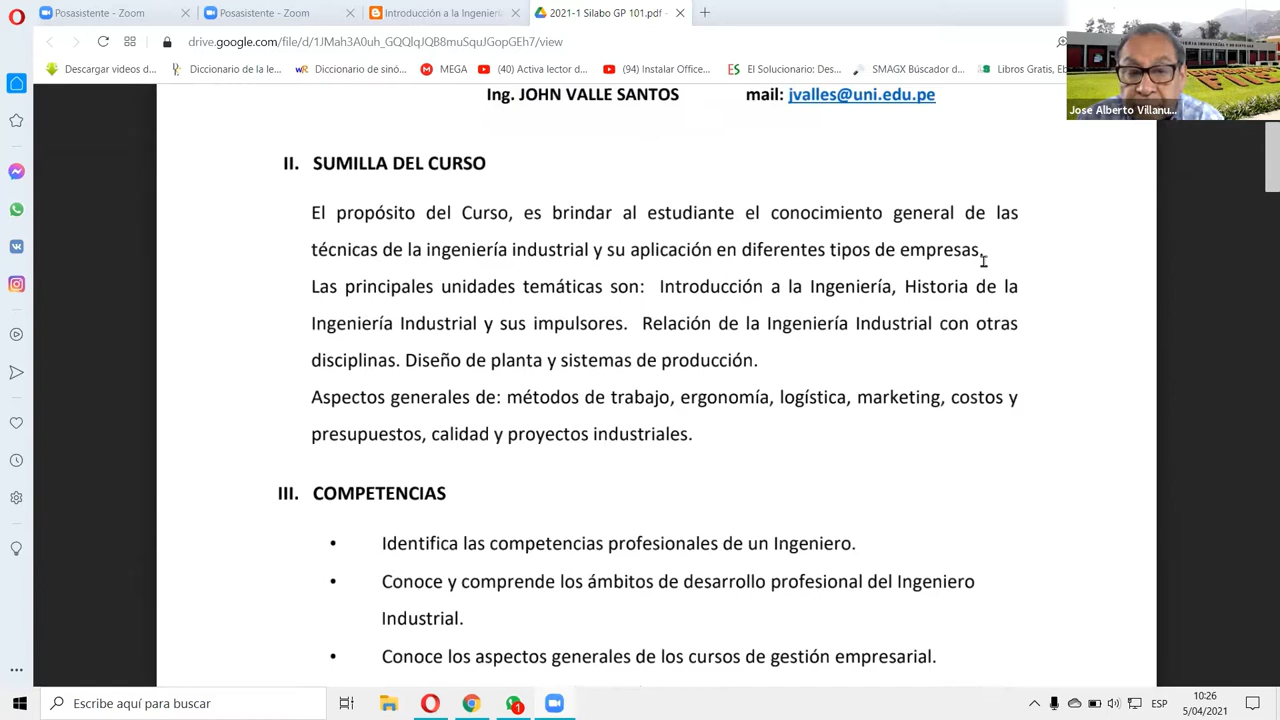 Posasistente - Zoom
Posasistente - Zoom
Introducción a la Ingenierí
2021-1 Silabo GP 101.pdf -
drive.google.com/file/d/1JMah3A0uh_GQQIqJQB8muSquJGopGEh7/view
Descargar videos d...
Diccionario de la le...
Diccionario de sinó...
MEGA
(40) Activa Sector d...
(94) Instalar Office...
El Solucionario: Des...
SMAGX Búscador d...
Libros Gratis, Eb
Jose Alberto Villanu...
Ing. JOHN VALLE SANTOS mail: jvalles@uni.edu.pe
II. SUMILLA DEL CURSO
El propósito del Curso, es brindar al estudiante el conocimiento general de las
técnicas de la ingeniería industrial y su aplicación en diferentes tipos de empresas.
Las principales unidades temáticas son: Introducción a la Ingeniería, Historia de la
Ingeniería Industrial y sus impulsores. Relación de la Ingeniería Industrial con otras
disciplinas. Diseño de planta y sistemas de producción.
Aspectos generales de: métodos de trabajo, ergonomía, logística, marketing, costos y
presupuestos, calidad y proyectos industriales.
III. COMPETENCIAS
• Identifica las competencias profesionales de un Ingeniero.
• Conoce y comprende los ámbitos de desarrollo profesional del Ingeniero
Industrial.
• Conoce los aspectos generales de los cursos de gestión empresarial.
Escribe aquí para buscar
1
ESP
10:26
5/04/2021